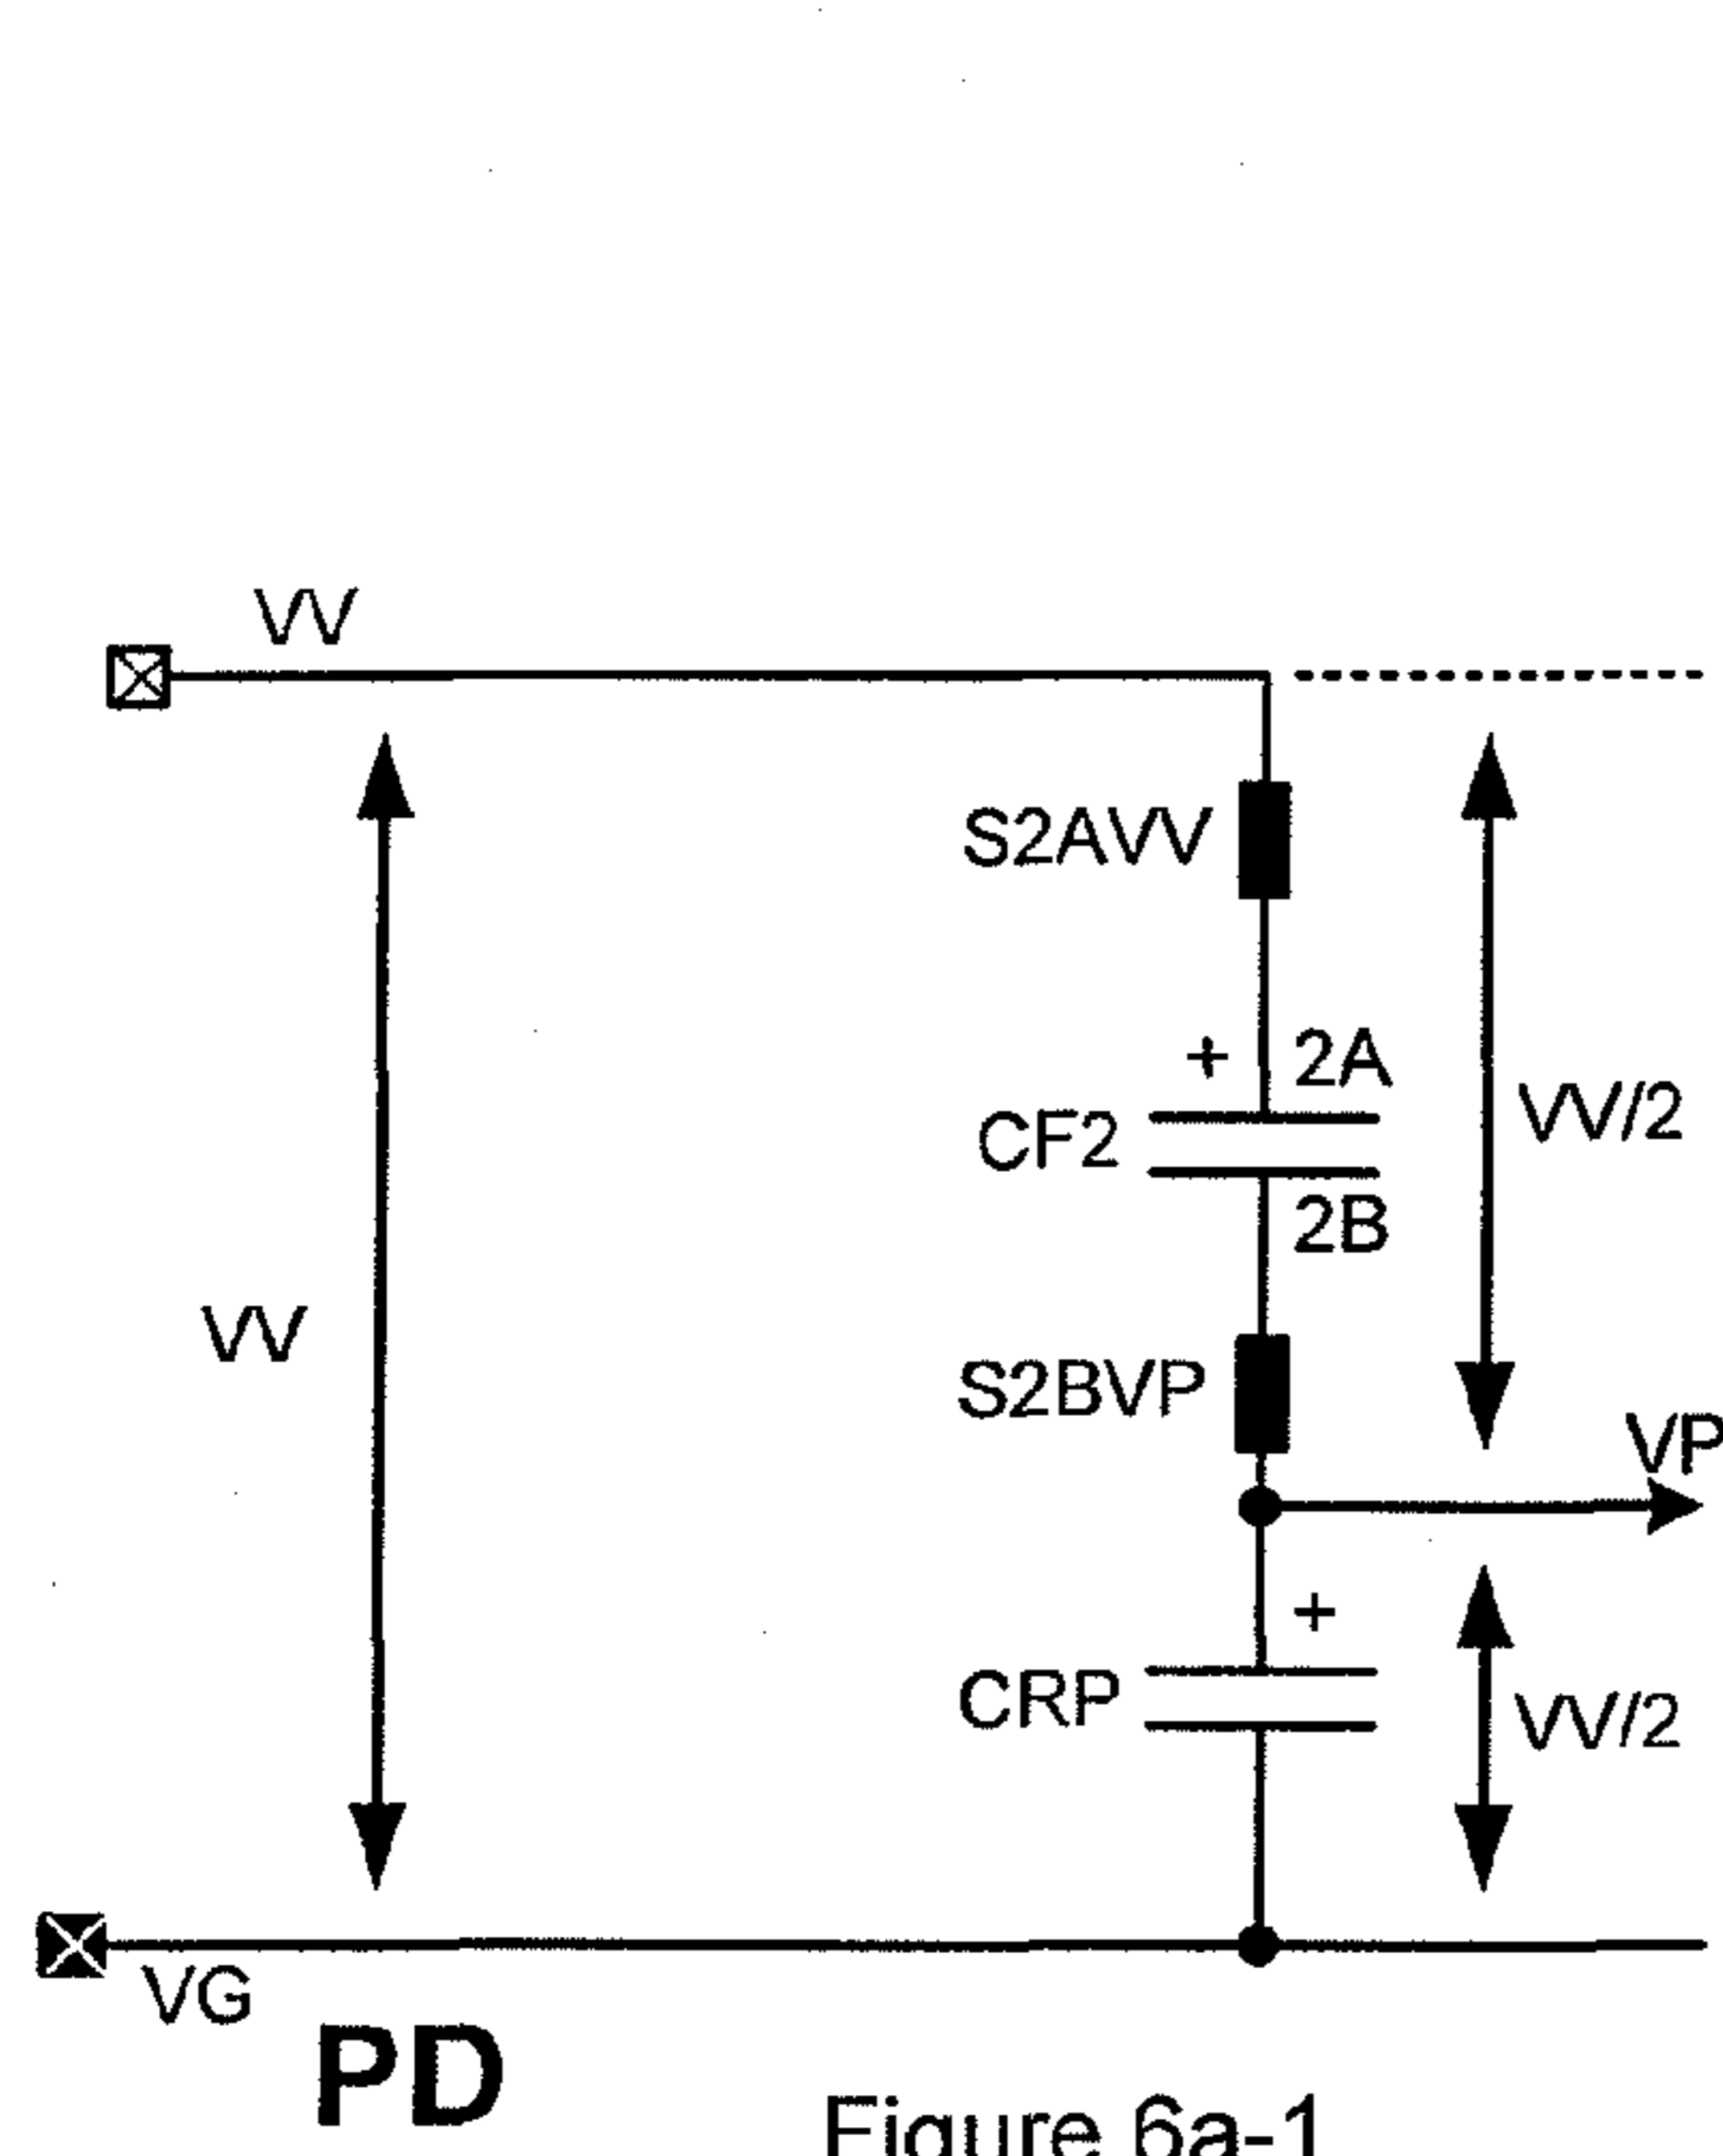 VV
S2AVV
+ 2A
CF2
VV/2
2B
VV
S2BVP
VP
+
CRP
VV/2
VG
PD
Figure 6a-1